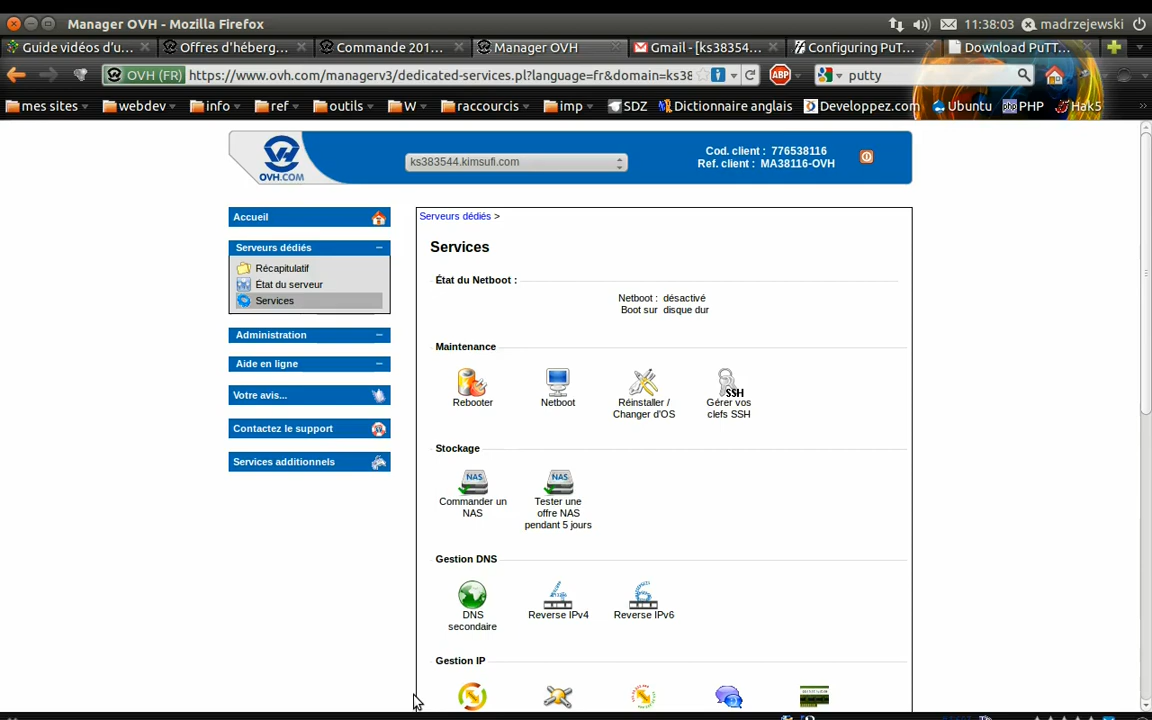 Manager OVH - Mozilla Firefox
11:38:03
madrzejewski
Guide vidéos d'u...
Offres d'héberg...
Commande 201...
Manager OVH
Gmail - [ks38354...
Configuring PuT...
Download PuTT...
OVH (FR)
https://www.ovh.com/managerv3/dedicated-services.pl?language=fr&domain=ks38
ABP
putty
mes sites
webdev
info
ref
outils
W
raccourcis
imp
SDZ
Dictionnaire anglais
Developpez.com
Ubuntu
PHP
Hak5
OVH.COM
ks383544.kimsufi.com
Cod. client : 776538116
Ref. client : MA38116-OVH
Accueil
Serveurs dédiés
Récapitulatif
État du serveur
Services
Administration
Aide en ligne
Votre avis...
Contactez le support
Services additionnels
Serveurs dédiés >
Services
État du Netboot :
Netboot : désactivé
Boot sur disque dur
Maintenance
Rebooter
Netboot
Réinstaller /
Changer d'OS
SSH
Gérer vos
clefs SSH
Stockage
NAS
Commander un
NAS
NAS
Tester une
offre NAS
pendant 5 jours
Gestion DNS
DNS
secondaire
Reverse IPv4
Reverse IPv6
Gestion IP